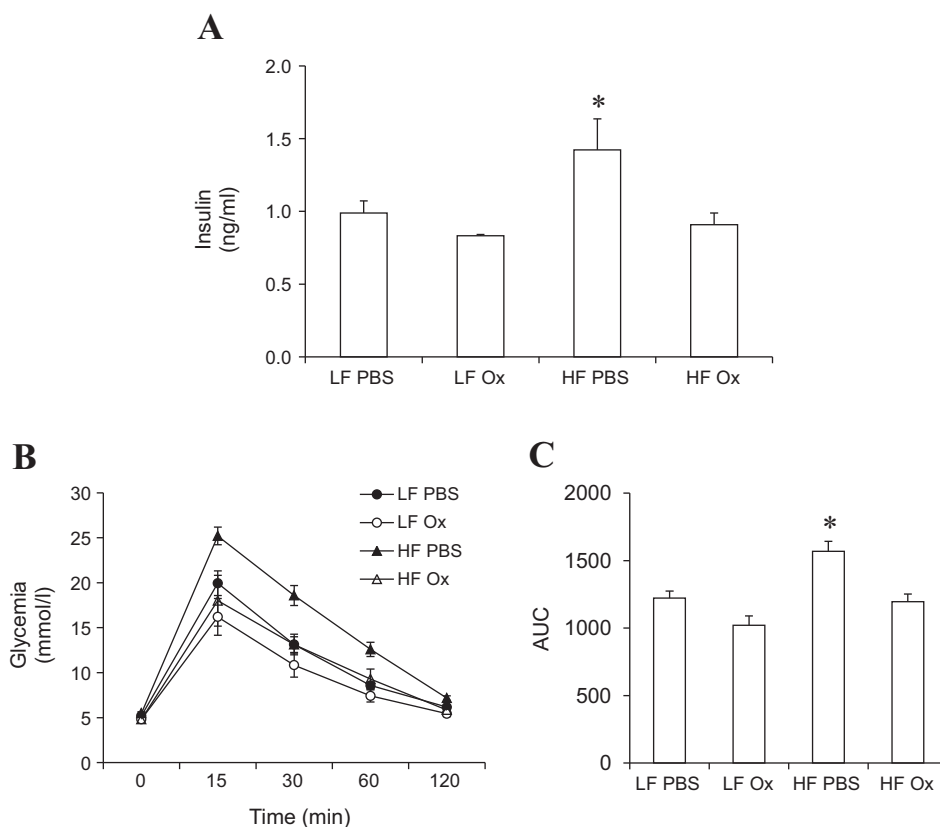 A
2.0
1.5
1.0
0.5
0.0
Insulin
(ng/ml)
*
LF PBS LF Ox HF PBS HF Ox
B
30
25
20
15
10
5
0
Glycemia
(mmol/l)
LF PBS
LF Ox
HF PBS
HF Ox
0 15 30 60 120
Time (min)
C
2000
1500
1000
500
0
AUC
*
LF PBS LF Ox HF PBS HF Ox